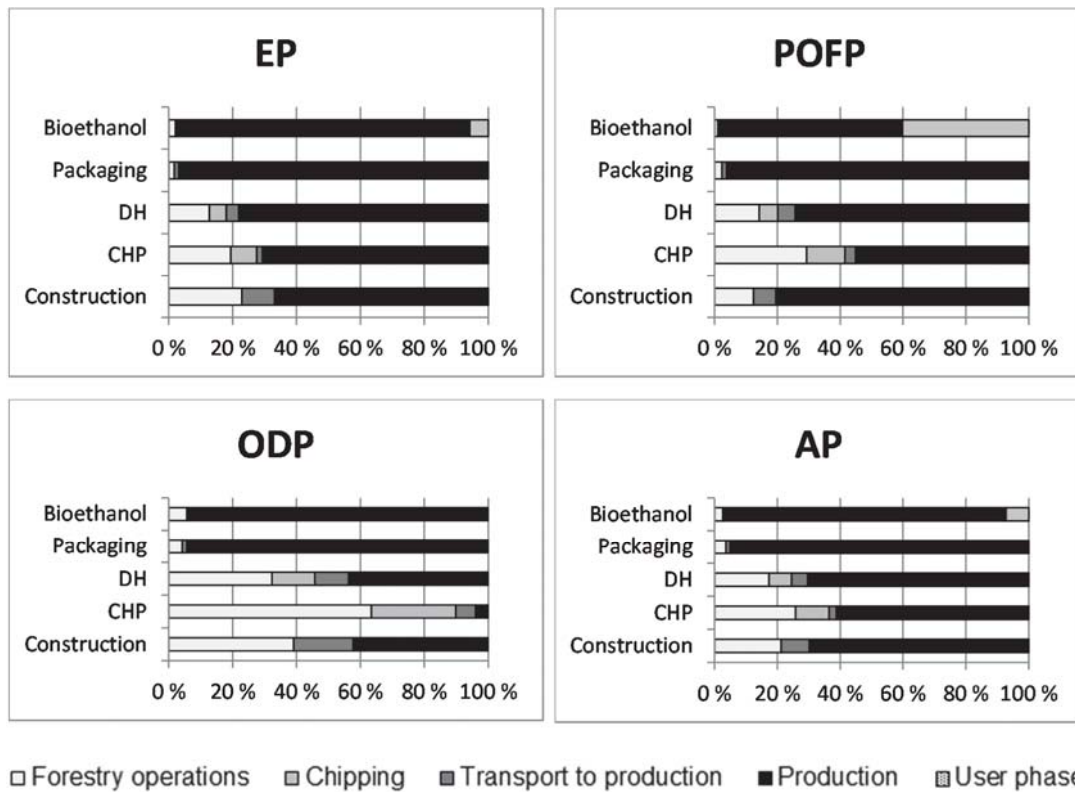 EP
Bioethanol
Packaging
DH
CHP
Construction
0 % 20 % 40 % 60 % 80 % 100 %
POFP
Bioethanol
Packaging
DH
CHP
Construction
0 % 20 % 40 % 60 % 80 % 100 %
ODP
Bioethanol
Packaging
DH
CHP
Construction
0 % 20 % 40 % 60 % 80 % 100 %
AP
Bioethanol
Packaging
DH
CHP
Construction
0 % 20 % 40 % 60 % 80 % 100 %
Forestry operations Chipping Transport to production Production User phase